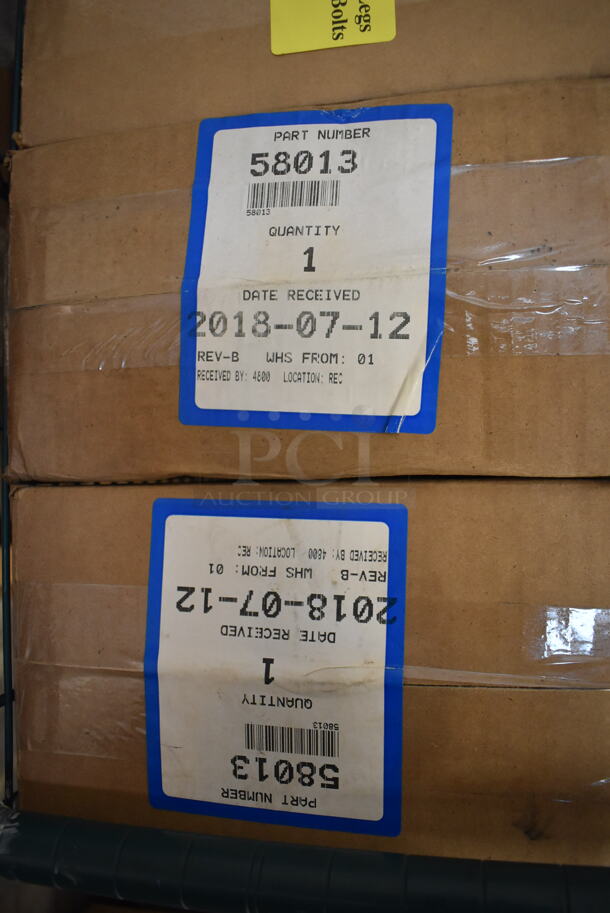 Legs
Bolts
PART NUMBER
58013
58013
QUANTITY
1
DATE RECEIVED
2018-07-12
REV-B WHS FROM: 01
RECEIVED BY: 4800 LOCATION: REC
PCI
AUCTION GROUP
PART NUMBER
58013
58013
QUANTITY
1
DATE RECEIVED
2018-07-12
REV-B WHS FROM: 01
RECEIVED BY: 4800 LOCATION: REC